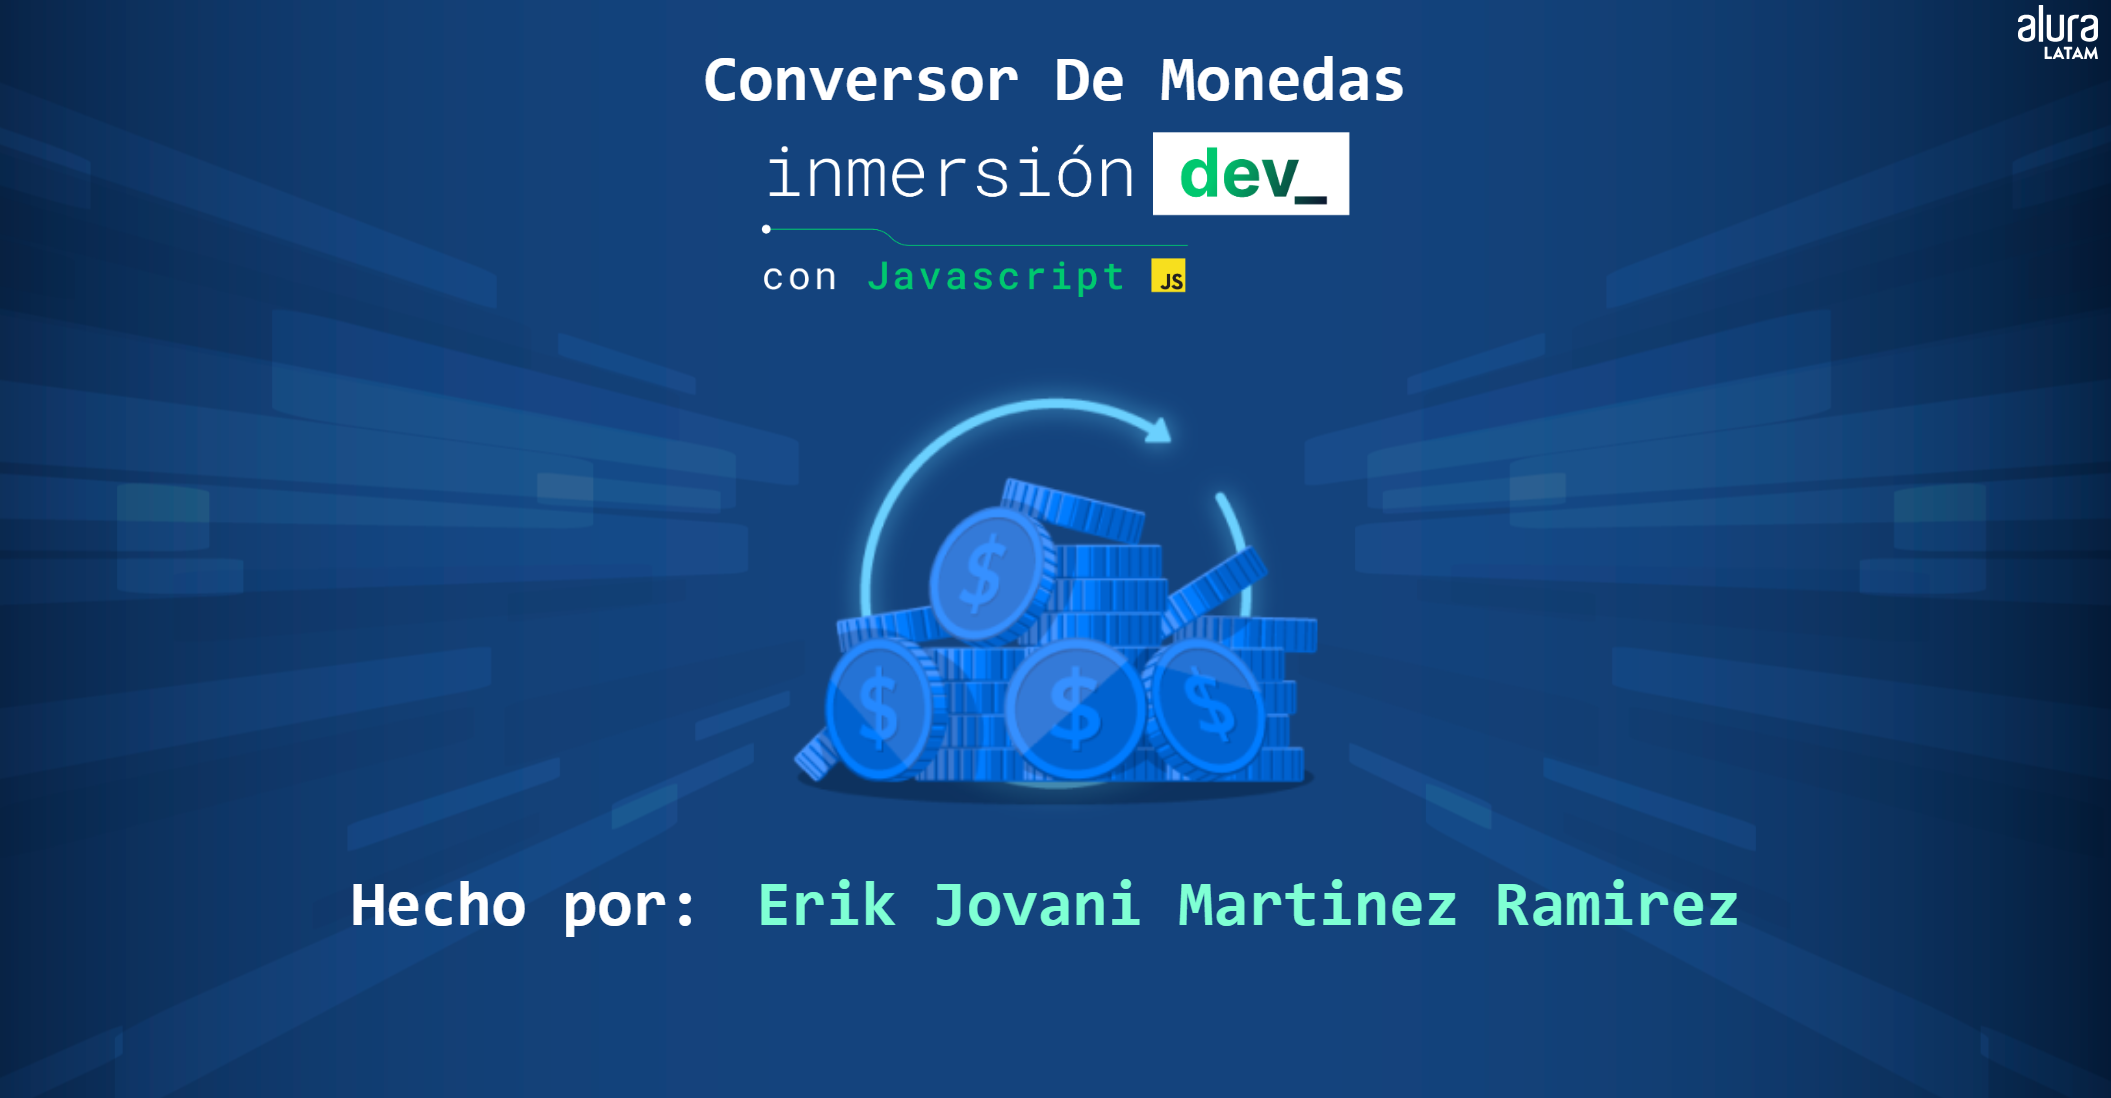 alura
LATAM
Conversor De Monedas
inmersión dev_
con Javascript JS
$
$ $ $
Hecho por: Erik Jovani Martinez Ramirez